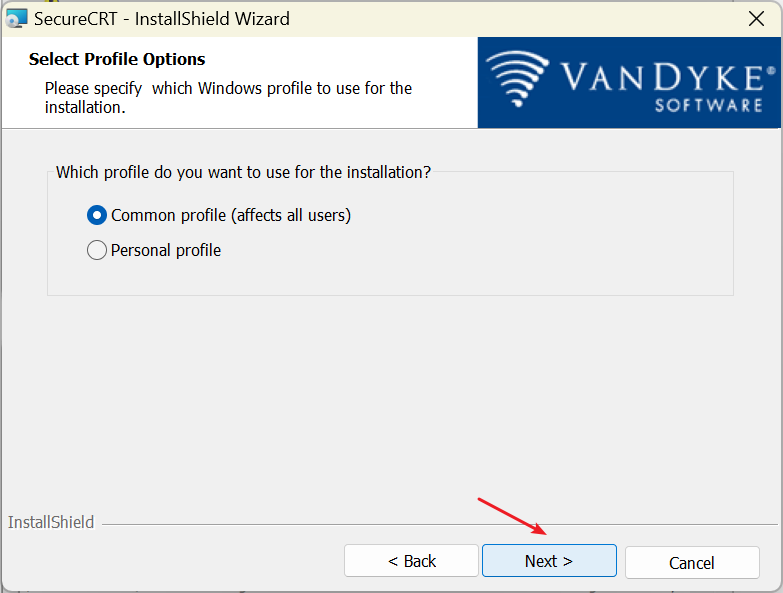 SecureCRT - InstallShield Wizard
Select Profile Options
Please specify  which Windows profile to use for the
installation.
VANDYKE®
SOFTWARE
Which profile do you want to use for the installation?
Common profile (affects all users)
Personal profile
InstallShield
< Back
Next >
Cancel